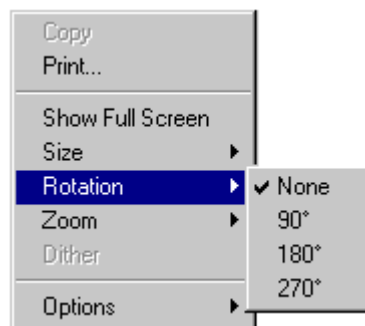 Copy
Print...
Show Full Screen
Size
Rotation
Zoom
Dither
Options
None
90°
180°
270°